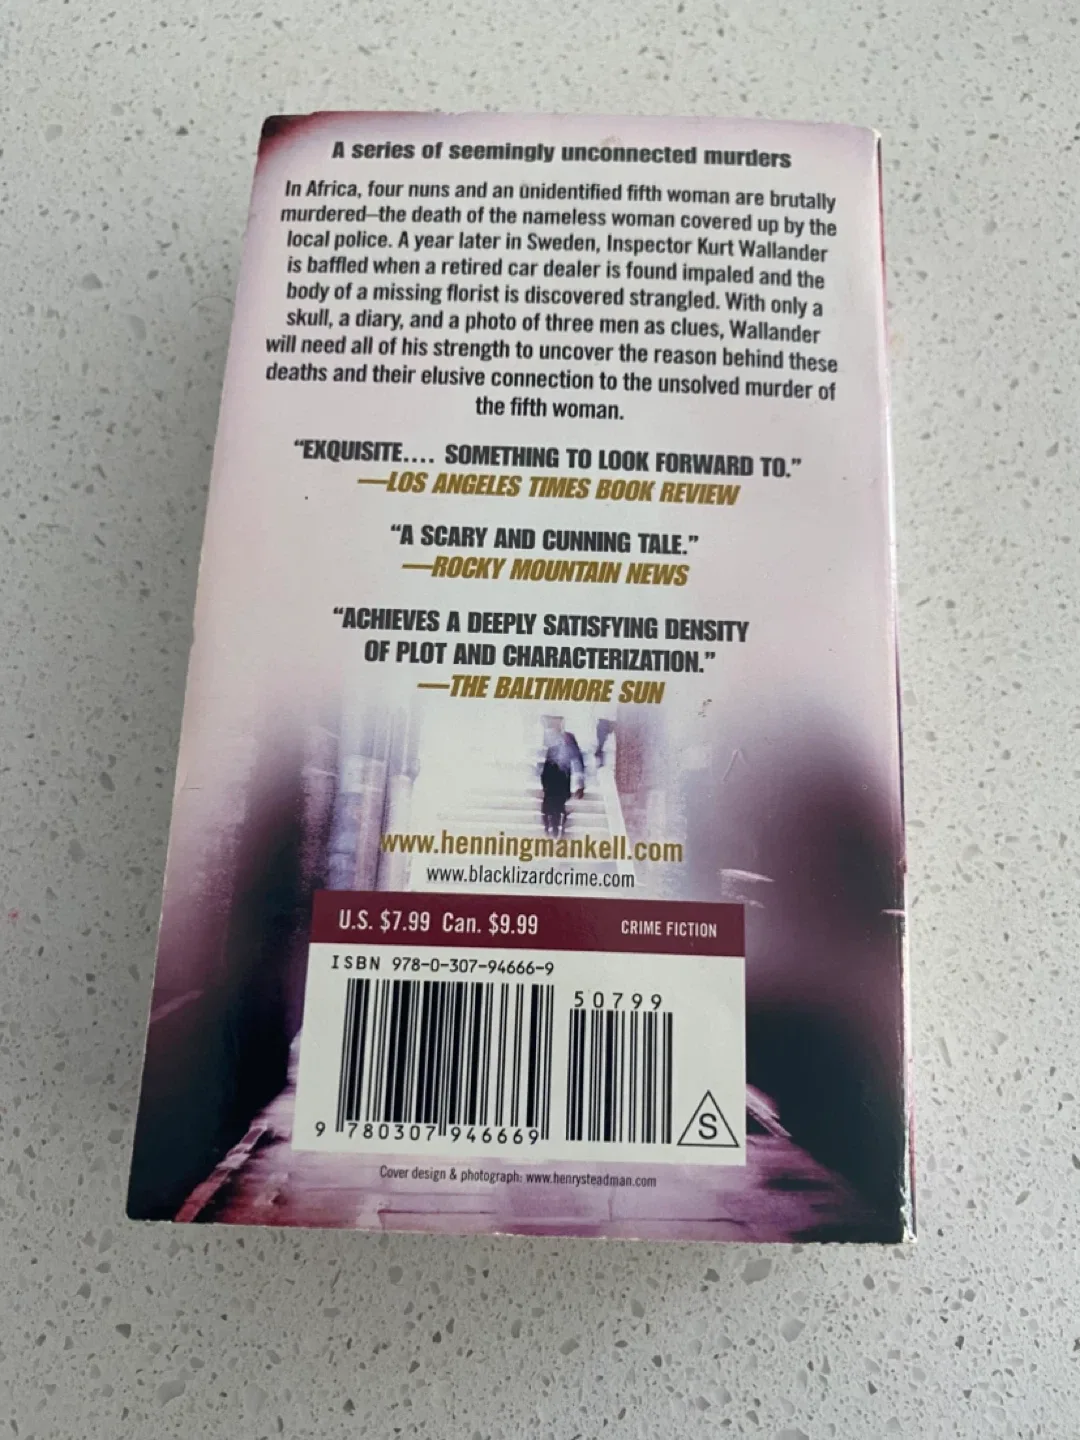 A series of seemingly unconnected murders
In Africa, four nuns and an unidentified fifth woman are brutally
murdered—the death of the nameless woman covered up by the
local police. A year later in Sweden, Inspector Kurt Wallander
is baffled when a retired car dealer is found impaled and the
body of a missing florist is discovered strangled. With only a
skull, a diary, and a photo of three men as clues, Wallander
will need all of his strength to uncover the reason behind these
deaths and their elusive connection to the unsolved murder of
the fifth woman.
“EXQUISITE.... SOMETHING TO LOOK FORWARD TO.”
—LOS ANGELES TIMES BOOK REVIEW
“A SCARY AND CUNNING TALE.”
—ROCKY MOUNTAIN NEWS
“ACHIEVES A DEEPLY SATISFYING DENSITY
OF PLOT AND CHARACTERIZATION.”
—THE BALTIMORE SUN
www.henningmankell.com
www.blacklizardcrime.com
U.S. $7.99 Can. $9.99 CRIME FICTION
ISBN 978-0-307-94666-9
50799
9 780307 946669
S
Cover design & photograph: www.henrysteadman.com